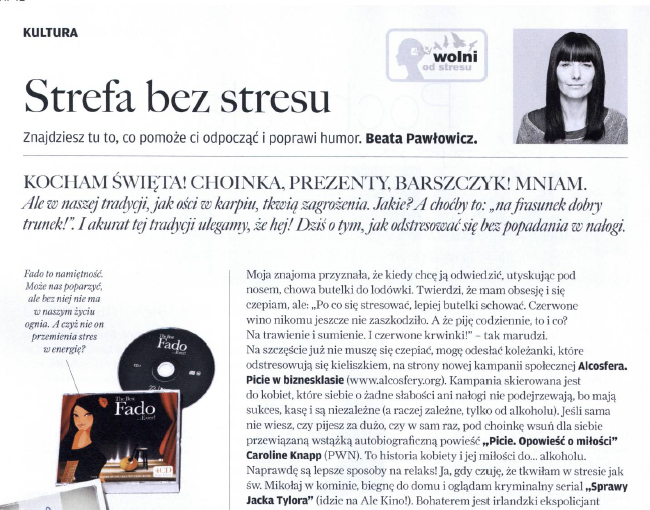 KULTURA
wolni
od stresu
Strefa bez stresu
Znajdziesz tu to, co pomoże ci odpocząć i poprawi humor. Beata Pawłowicz.
KOCHAM ŚWIĘTA! CHOINKA, PREZENTY, BARSZCZYK! MNIAM.
Ale w naszej tradycji, jak ości w karpiu, tkwią zagrożenia. Jakie? A choćby to: „na frasunek dobry
trunek!”. I akurat tej tradycji ulegamy, że hej! Dziś o tym, jak odstresować się bez popadania w nałogi.
Fado to namiętność.
Może nas poparzyć,
ale bez niej nie ma
w naszym życiu
ognia. A czyż nie on
przemienia stres
w energię?
The Best
Fado
...Ever!
The Best
Fado
...Ever!
4CD
Moja znajoma przyznała, że kiedy chcę ją odwiedzić, utyskując pod
nosem, chowa butelki do lodówki. Twierdzi, że mam obsesję i się
czepiam, ale: „Po co się stresować, lepiej butelki schować. Czerwone
wino nikomu jeszcze nie zaszkodziło. A że piję codziennie, to i co?
Na trawienie i sumienie. I czerwone krwinki!” – tak marudzi.
Na szczęście już nie muszę się czepiać, mogę odesłać koleżanki, które
odstresowują się kieliszkiem, na strony nowej kampanii społecznej Alcosfera.
Picie w biznesklasie (www.alcosfery.org). Kampania skierowana jest
do kobiet, które siebie o żadne słabości ani nałogi nie podejrzewają, bo mają
sukces, kasę i są niezależne (a raczej zależne, tylko od alkoholu). Jeśli sama
nie wiesz, czy pijesz za dużo, czy w sam raz, pod choinkę wsuń dla siebie
przewiązaną wstążką autobiograficzną powieść „Picie. Opowieść o miłości”
Caroline Knapp (PWN). To historia kobiety i jej miłości do... alkoholu.
Naprawdę są lepsze sposoby na relaks! Ja, gdy czuję, że tkwiłam w stresie jak
św. Mikołaj w kominie, biegnę do domu i oglądam kryminalny serial „Sprawy
Jacka Tylora” (idzie na Ale Kino!). Bohaterem jest irlandzki ekspolicjant